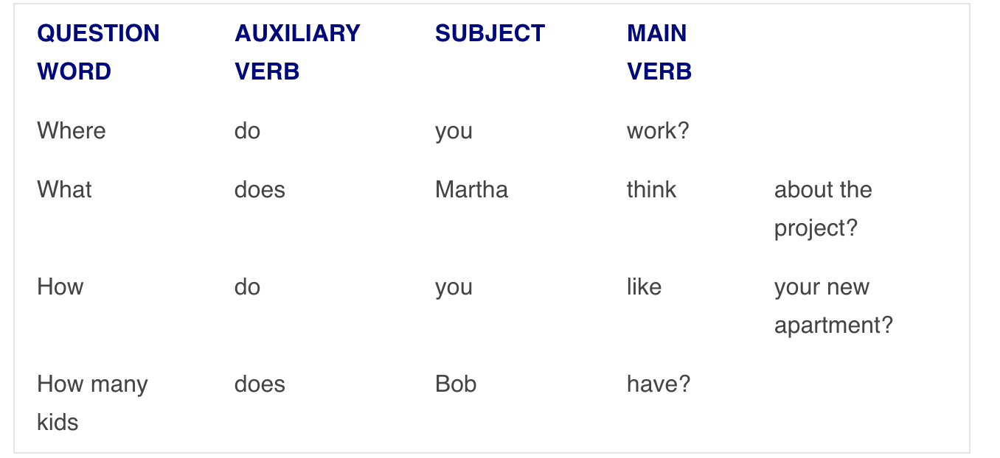 QUESTION WORD AUXILIARY VERB SUBJECT MAIN VERB
Where do you work?
What does Martha think about the project?
How do you like your new apartment?
How many kids does Bob have?